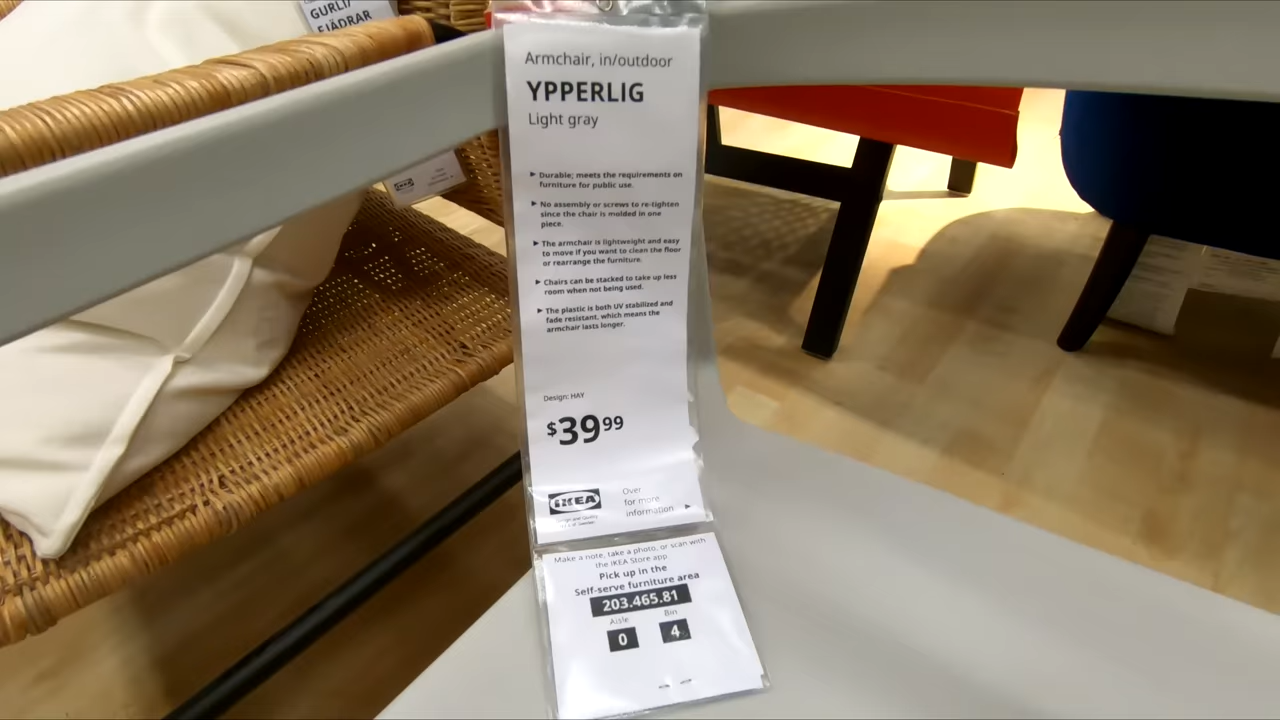 GURLI/
FJÄDRAR
Armchair, in/outdoor
YPPERLIG
Light gray
► Durable; meets the requirements on
furniture for public use.
► No assembly or screws to re-tighten
since the chair is molded in one
piece.
► The armchair is lightweight and easy
to move if you want to clean the floor
or rearrange the furniture.
► Chairs can be stacked to take up less
room when not being used.
► The plastic is both UV stabilized and
fade resistant, which means the
armchair lasts longer.
Design: HAY
$39.99
IKEA
Over
for more
information ►
Make a note, take a photo, or scan with
the IKEA Store app
Pick up in the
Self-serve furniture area
203.465.81
Aisle Bin
0 4